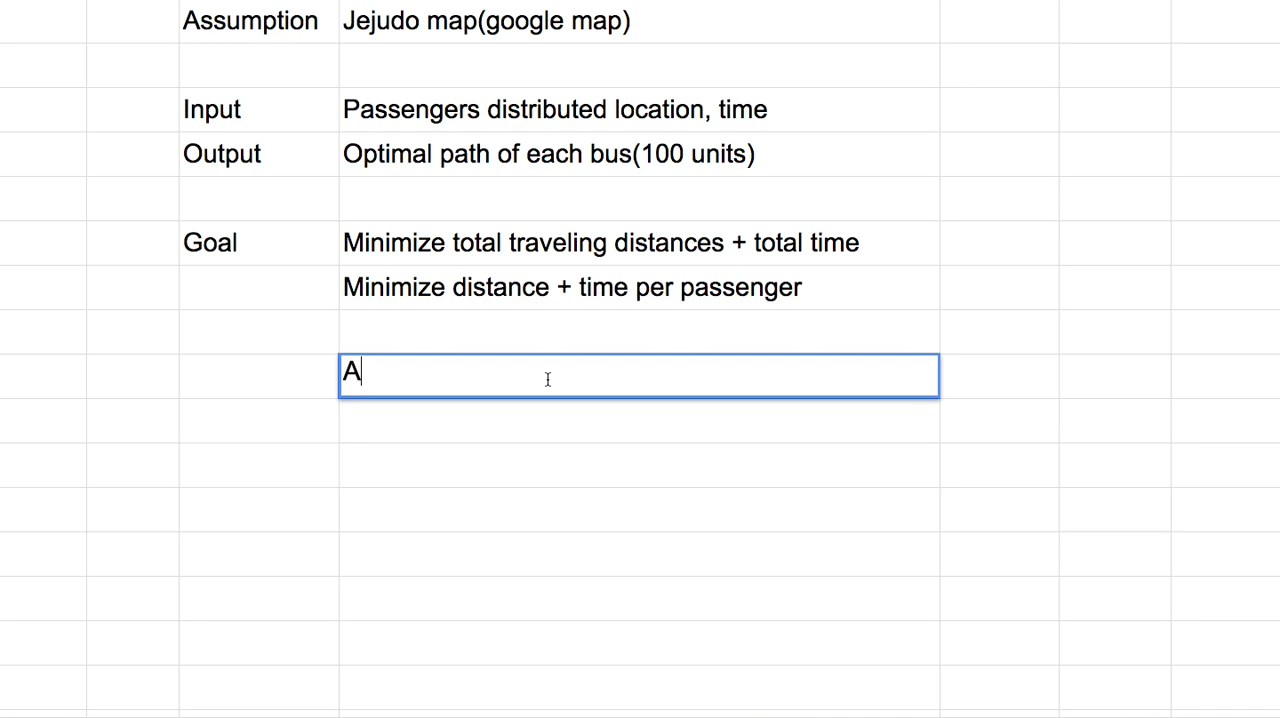 Assumption Jejudo map(google map)
Input Passengers distributed location, time
Output Optimal path of each bus(100 units)
Goal Minimize total traveling distances + total time
Minimize distance + time per passenger
A